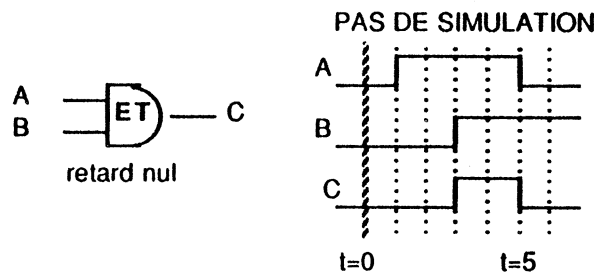 PAS DE SIMULATION
A
B
ET
C
retard nul
A
B
C
t=0
t=5